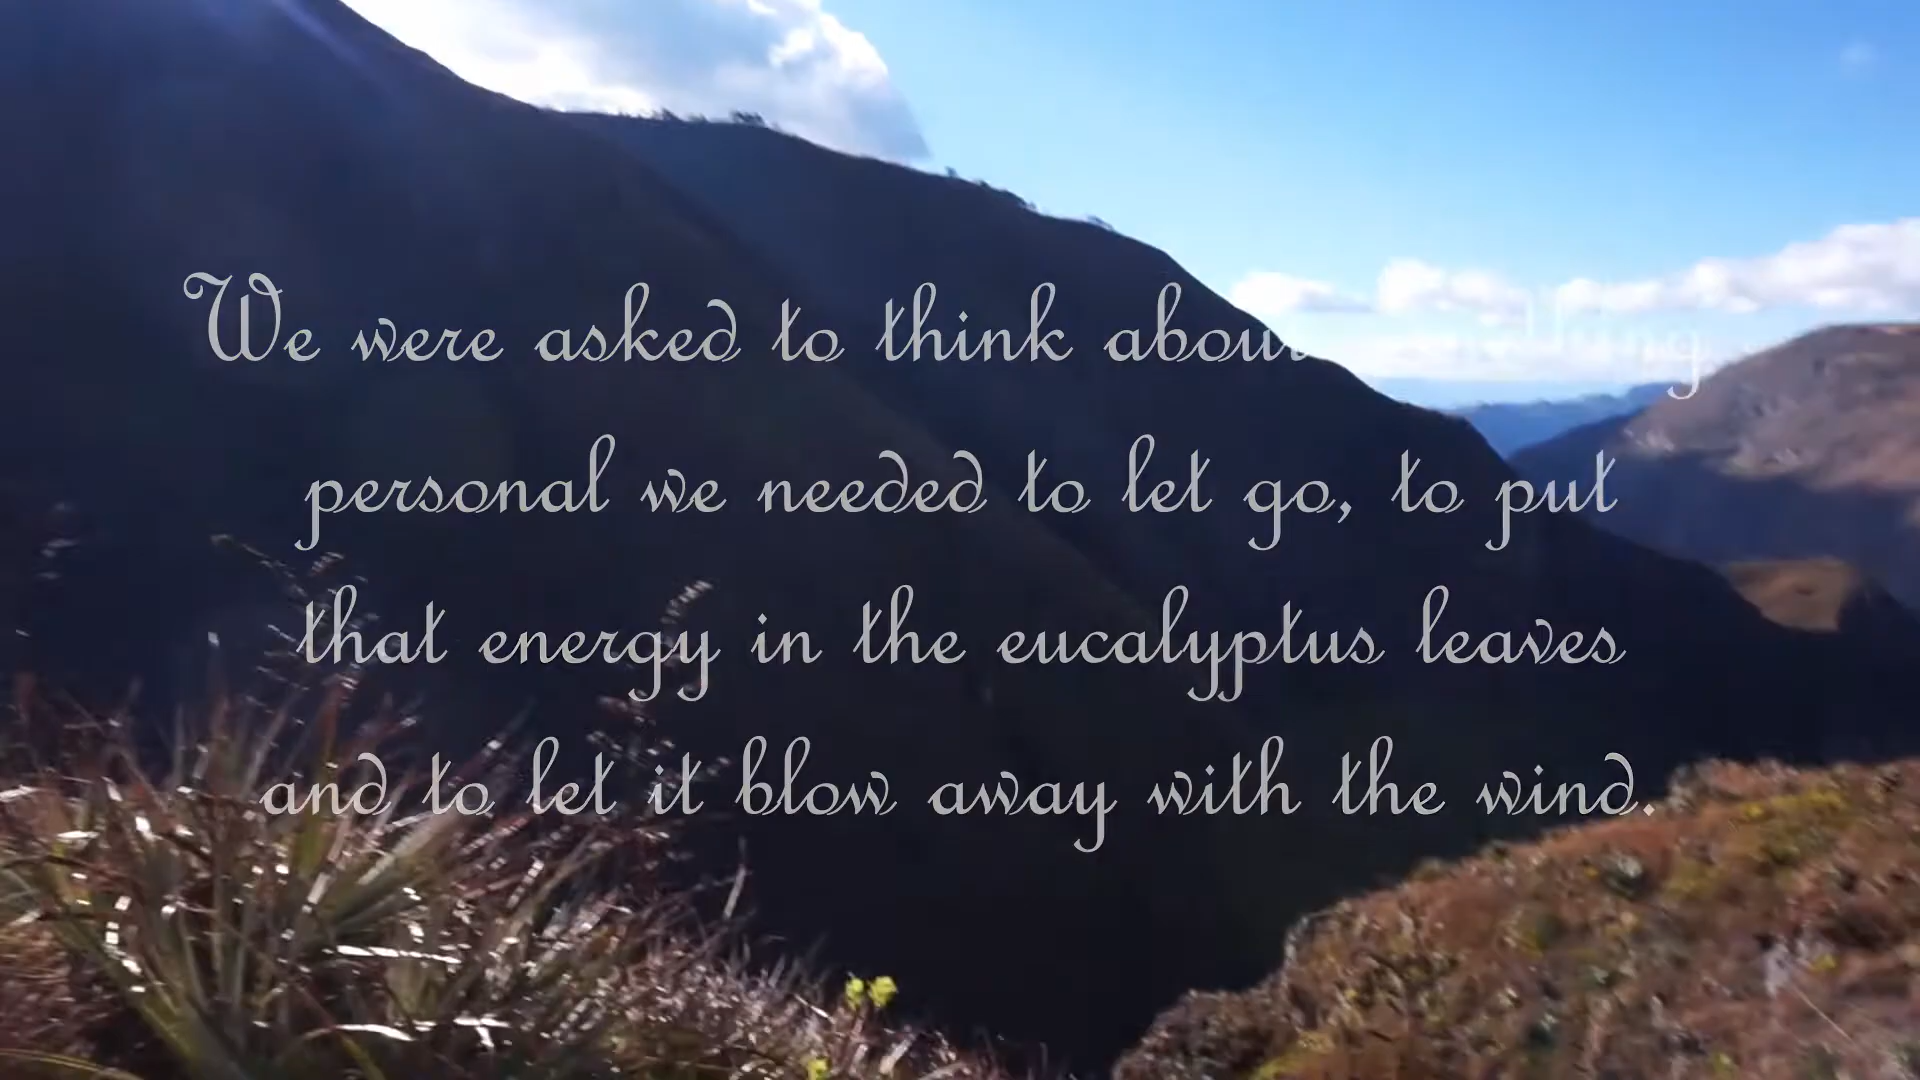 We were asked to think about something
personal we needed to let go, to put
that energy in the eucalyptus leaves
and to let it blow away with the wind.